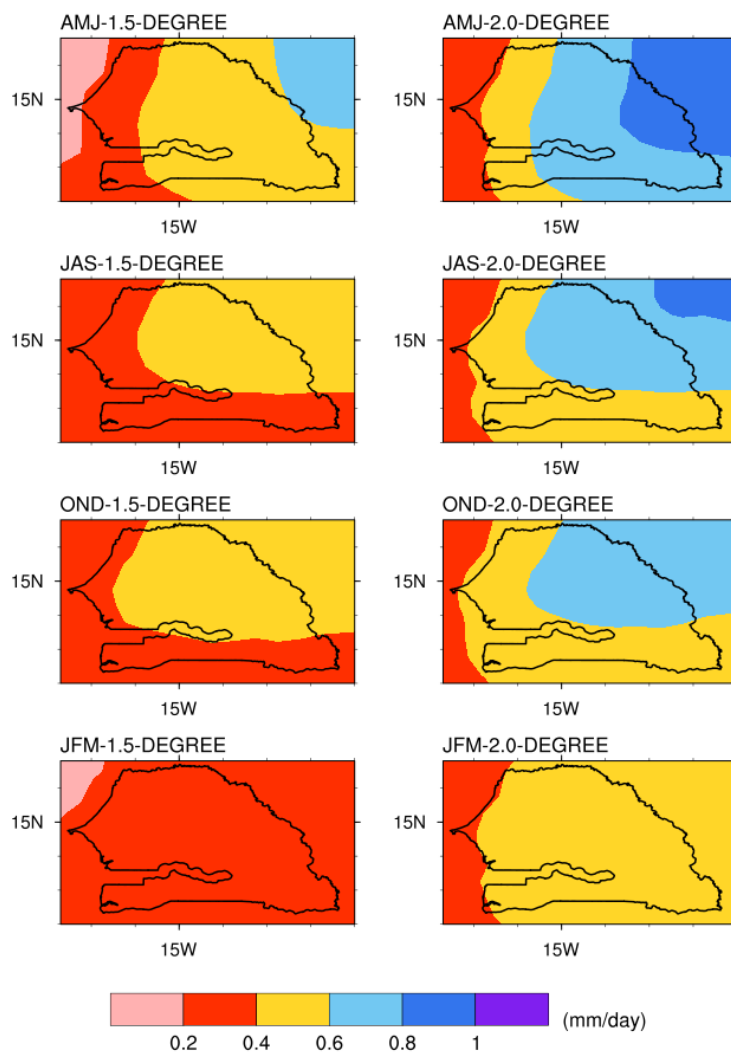 AMJ-1.5-DEGREE
AMJ-2.0-DEGREE
15N
15N
15W
15W
JAS-1.5-DEGREE
JAS-2.0-DEGREE
15N
15N
15W
15W
OND-1.5-DEGREE
OND-2.0-DEGREE
15N
15N
15W
15W
JFM-1.5-DEGREE
JFM-2.0-DEGREE
15N
15N
15W
15W
0.2 0.4 0.6 0.8 1 (mm/day)